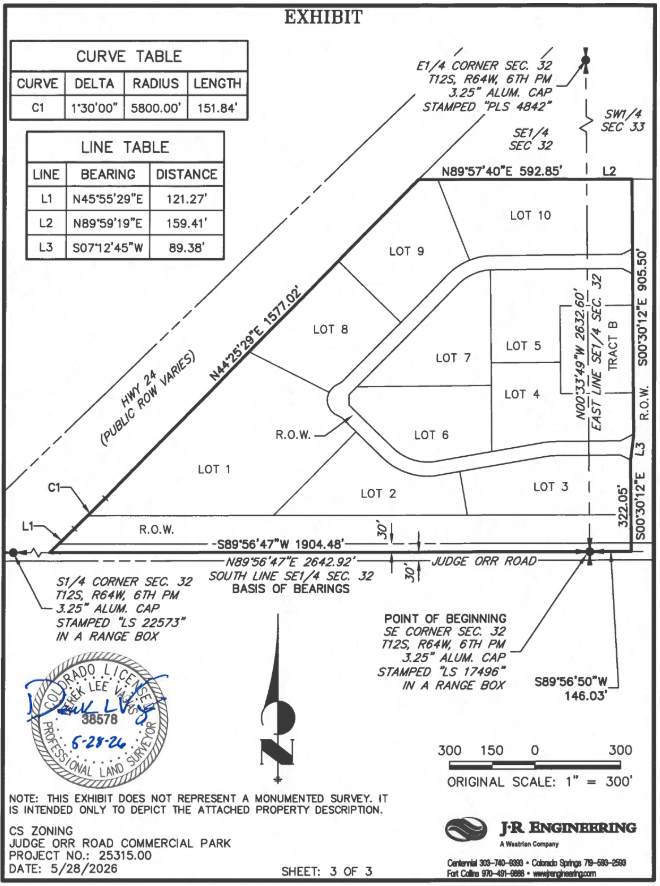 EXHIBIT
CURVE TABLE
CURVE DELTA RADIUS LENGTH
C1 1°30'00" 5800.00' 151.84'
LINE TABLE
LINE BEARING DISTANCE
L1 N45°55'29"E 121.27'
L2 N89°59'19"E 159.41'
L3 S07°12'45"W 89.38'
E1/4 CORNER SEC. 32
T12S, R64W, 6TH PM
3.25" ALUM. CAP
STAMPED "PLS 4842"
SW1/4
SEC 33
SE1/4
SEC 32
N89°57'40"E 592.85'
L2
LOT 10
LOT 9
LOT 8
LOT 7
LOT 5
LOT 4
LOT 6
LOT 1
LOT 2
LOT 3
TRACT B
N00°33'49"W 2632.60'
EAST LINE SE1/4 SEC. 32
S00°30'12"E 905.50'
R.O.W.
L3
S00°30'12"E
322.05'
N44°25'29"E 1577.02'
HWY 24
(PUBLIC ROW VARIES)
R.O.W.
C1
L1
R.O.W.
S89°56'47"W 1904.48'
30'
N89°56'47"E 2642.92'
SOUTH LINE SE1/4 SEC. 32
BASIS OF BEARINGS
30'
JUDGE ORR ROAD
S1/4 CORNER SEC. 32
T12S, R64W, 6TH PM
3.25" ALUM. CAP
STAMPED "LS 22573"
IN A RANGE BOX
POINT OF BEGINNING
SE CORNER SEC. 32
T12S, R64W, 6TH PM
3.25" ALUM. CAP
STAMPED "LS 17496"
IN A RANGE BOX
S89°56'50"W
146.03'
COLORADO LICENSED
LEE
38578
5-28-26
PROFESSIONAL LAND SURVEYOR
N
300 150 0 300
ORIGINAL SCALE: 1" = 300'
NOTE: THIS EXHIBIT DOES NOT REPRESENT A MONUMENTED SURVEY. IT
IS INTENDED ONLY TO DEPICT THE ATTACHED PROPERTY DESCRIPTION.
CS ZONING
JUDGE ORR ROAD COMMERCIAL PARK
PROJECT NO.: 25315.00
DATE: 5/28/2026
SHEET: 3 OF 3
J·R ENGINEERING
A Westrian Company
Centennial 303-740-9393 • Colorado Springs 719-593-2593
Fort Collins 970-491-9888 • www.jrengineering.com